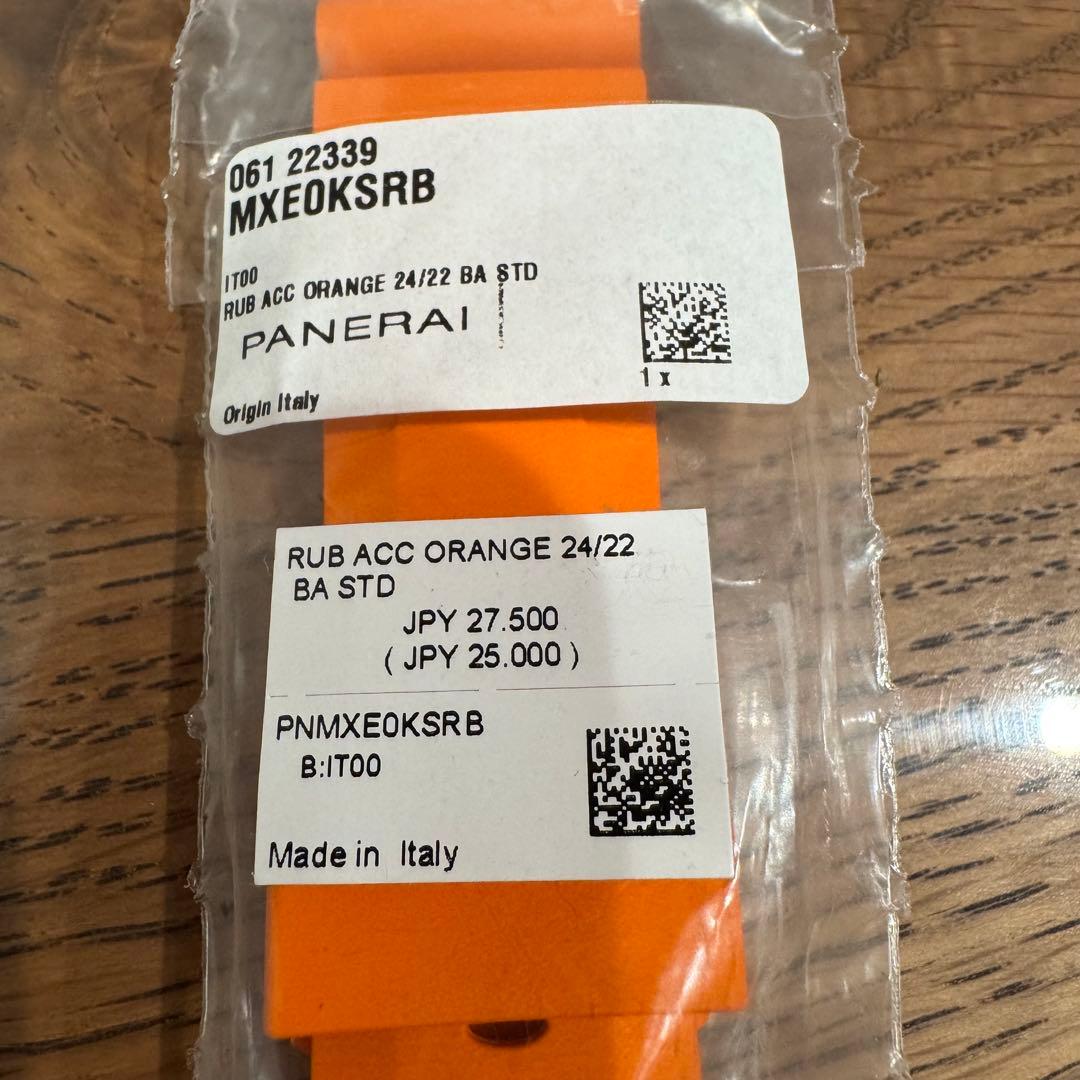 061 22339
MXE0KSRB
IT00
RUB ACC ORANGE 24/22 BA STD
PANERAI
1 x
Origin Italy
RUB ACC ORANGE 24/22
BA STD
JPY 27.500
( JPY 25.000 )
PNMXE0KSRB
B:IT00
Made in Italy